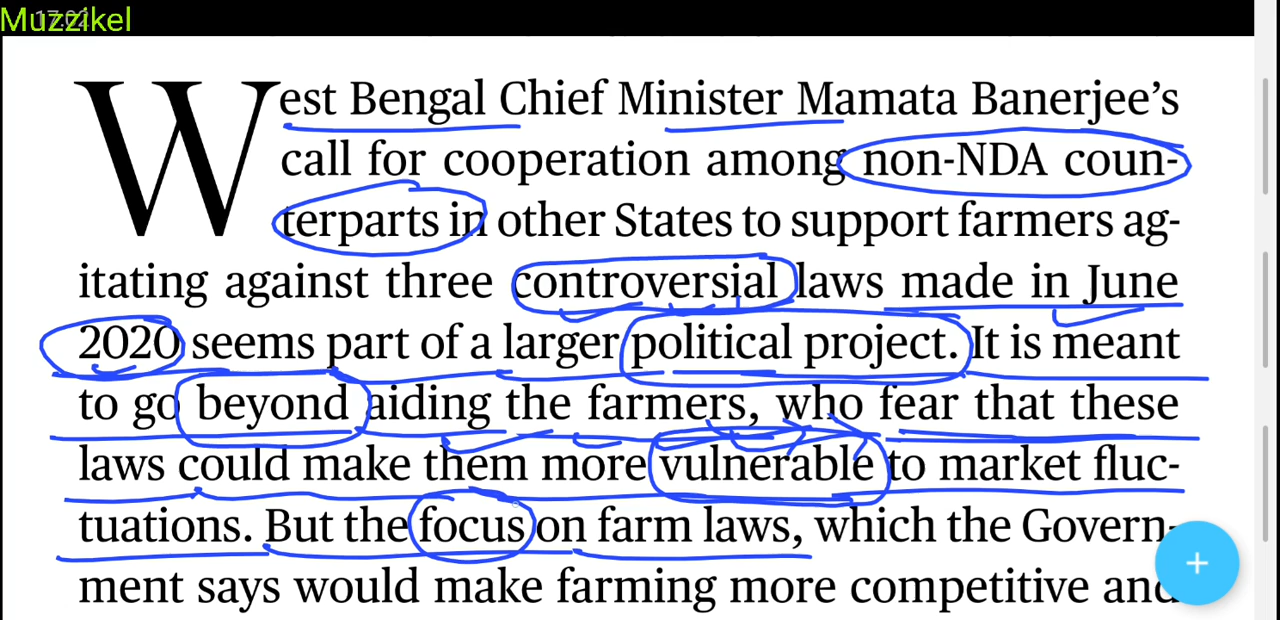 Muzzikel
17:02
West Bengal Chief Minister Mamata Banerjee's
call for cooperation among non-NDA coun-
terparts in other States to support farmers ag-
itating against three controversial laws made in June
2020 seems part of a larger political project. It is meant
to go beyond aiding the farmers, who fear that these
laws could make them more vulnerable to market fluc-
tuations. But the focus on farm laws, which the Govern-
ment says would make farming more competitive and